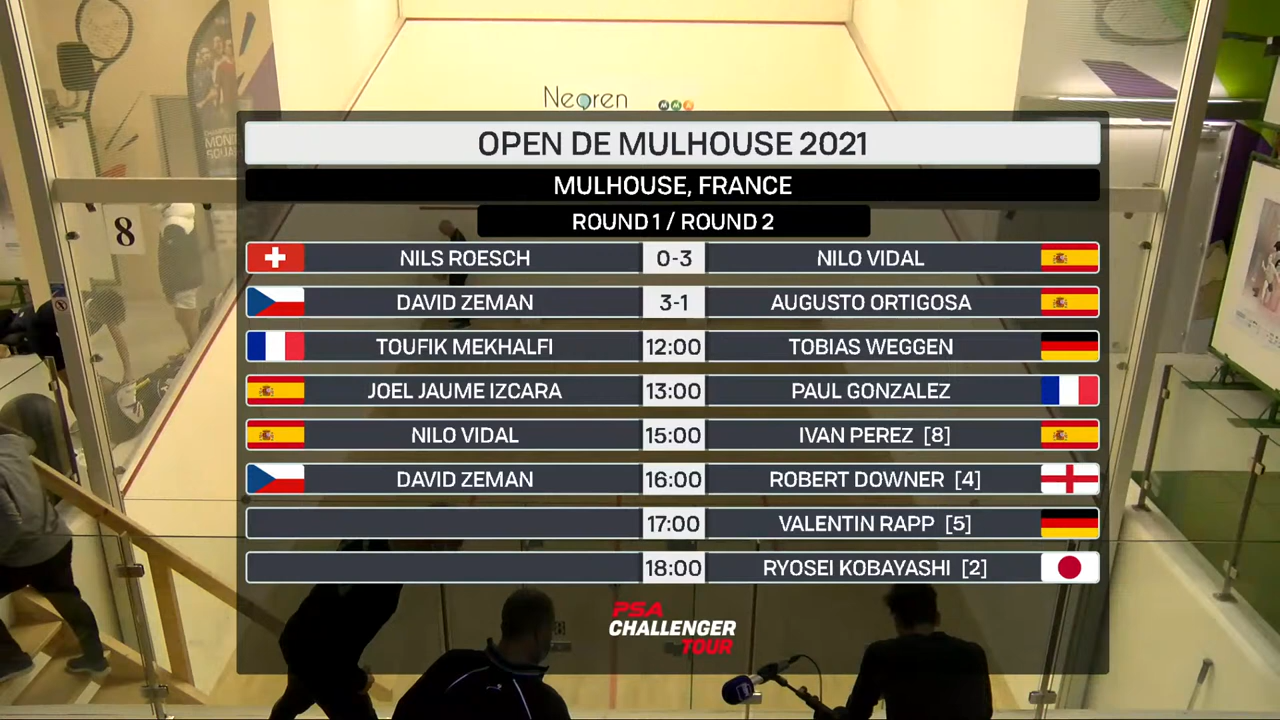 Neoren
OPEN DE MULHOUSE 2021
MULHOUSE, FRANCE
ROUND 1 / ROUND 2
8
NILS ROESCH 0-3 NILO VIDAL
DAVID ZEMAN 3-1 AUGUSTO ORTIGOSA
TOUFIK MEKHALFI 12:00 TOBIAS WEGGEN
JOEL JAUME IZCARA 13:00 PAUL GONZALEZ
NILO VIDAL 15:00 IVAN PEREZ [8]
DAVID ZEMAN 16:00 ROBERT DOWNER [4]
17:00 VALENTIN RAPP [5]
18:00 RYOSEI KOBAYASHI [2]
PSA
CHALLENGER
TOUR